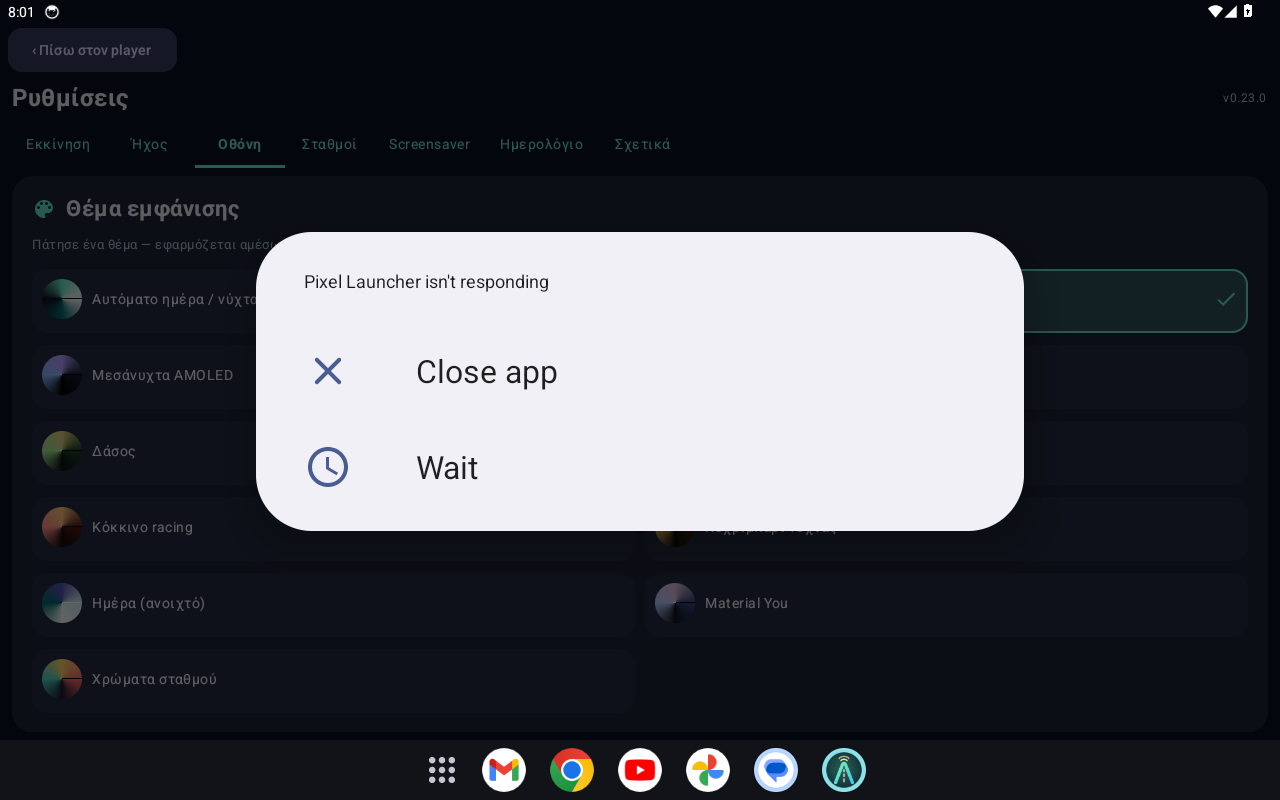 8:01
‹ Πίσω στον player
Ρυθμίσεις
v0.23.0
Εκκίνηση
Ήχος
Οθόνη
Σταθμοί
Screensaver
Ημερολόγιο
Σχετικά
Θέμα εμφάνισης
Πάτησε ένα θέμα — εφαρμόζεται
Αυτόματο ημέρα / νύχτα
Pixel Launcher isn't responding
Μεσάνυχτα AMOLED
Close app
Δάσος
Wait
Κόκκινο racing
Ημέρα (ανοιχτό)
Material You
Χρώματα σταθμού